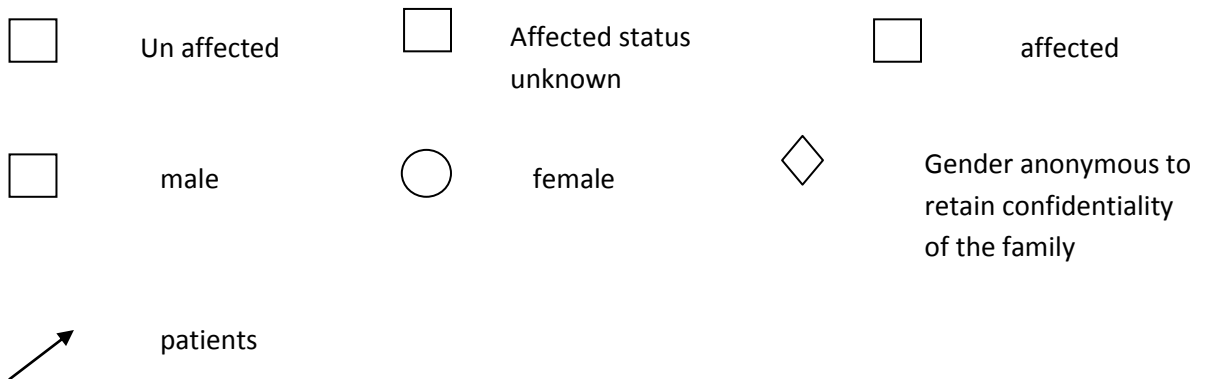 Un affected
Affected status
unknown
affected
male
female
Gender anonymous to
retain confidentiality
of the family
patients